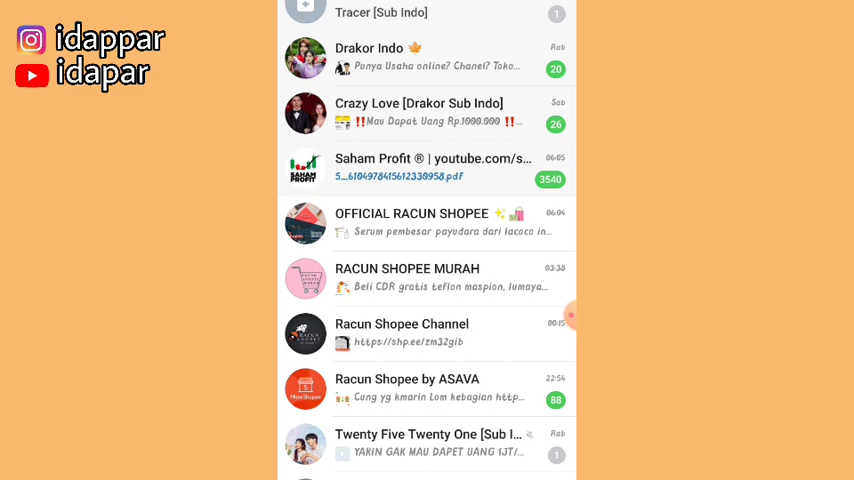 idappar
idapar
Tracer [Sub Indo]
1
Drakor Indo 🍁
Rab
Punya Usaha online? Chanel? Toko...
20
Crazy Love [Drakor Sub Indo]
Sab
‼️Mau Dapat Uang Rp.1000.000 ‼️...
26
Saham Profit ® | youtube.com/s...
06:05
5_6104978415612330958.pdf
3540
SAHAM
PROFIT
OFFICIAL RACUN SHOPEE ✨🛍️
06:04
Serum pembesar payudara dari lacoco in...
RACUN SHOPEE MURAH
03:38
Beli CDR gratis teflon maspion, lumaya...
Racun Shopee Channel
00:15
https://shp.ee/zm32gib
Racun Shopee by ASAVA
22:54
Cung yg kmarin Lom kebagian http...
88
Twenty Five Twenty One [Sub I...
Rab
YAKIN GAK MAU DAPET UANG 1JT/...
1